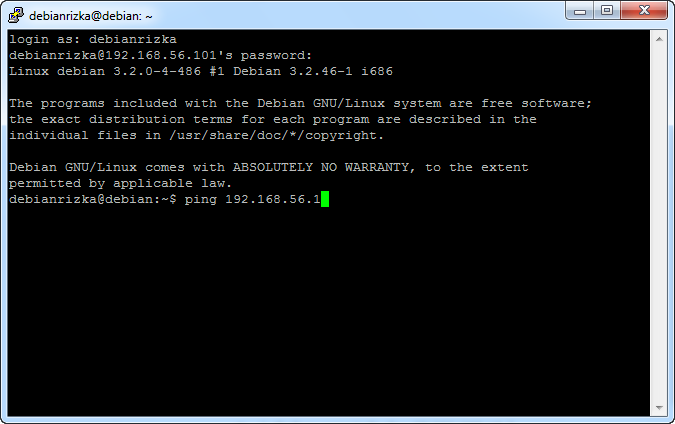 debianrizka@debian: ~
login as: debianrizka
debianrizka@192.168.56.101's password:
Linux debian 3.2.0-4-486 #1 Debian 3.2.46-1 i686
The programs included with the Debian GNU/Linux system are free software;
the exact distribution terms for each program are described in the
individual files in /usr/share/doc/*/copyright.
Debian GNU/Linux comes with ABSOLUTELY NO WARRANTY, to the extent
permitted by applicable law.
debianrizka@debian:~$ ping 192.168.56.1